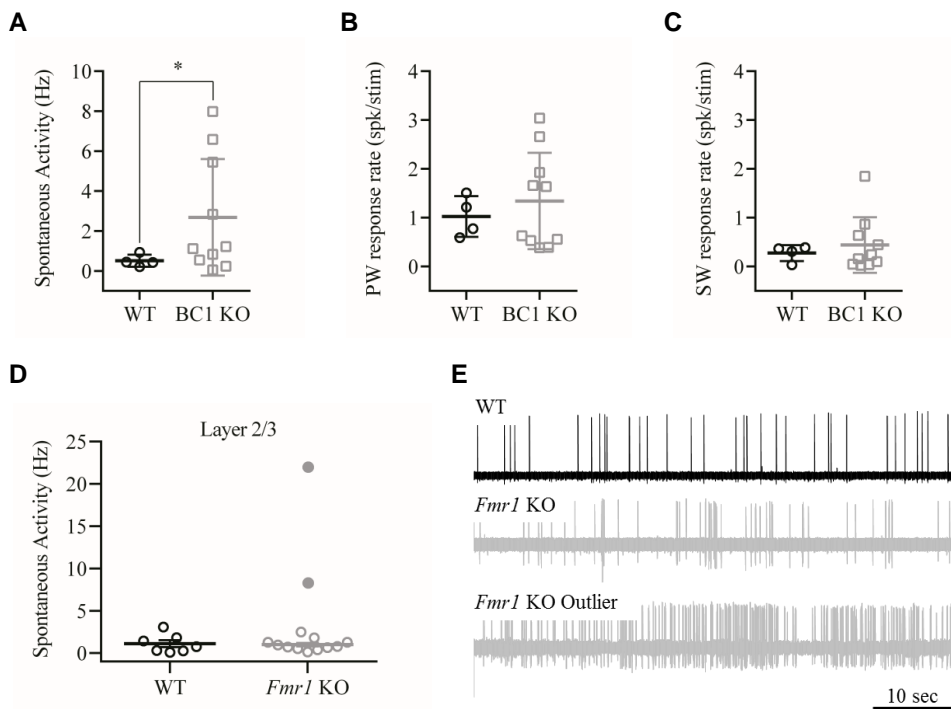 A
Spontaneous Activity (Hz)
10
8
6
4
2
0
*
WT
BC1 KO
B
PW response rate (spk/stim)
4
3
2
1
0
WT
BC1 KO
C
SW response rate (spk/stim)
4
3
2
1
0
WT
BC1 KO
D
Layer 2/3
Spontaneous Activity (Hz)
25
20
15
10
5
0
WT
Fmr1 KO
E
WT
Fmr1 KO
Fmr1 KO Outlier
10 sec